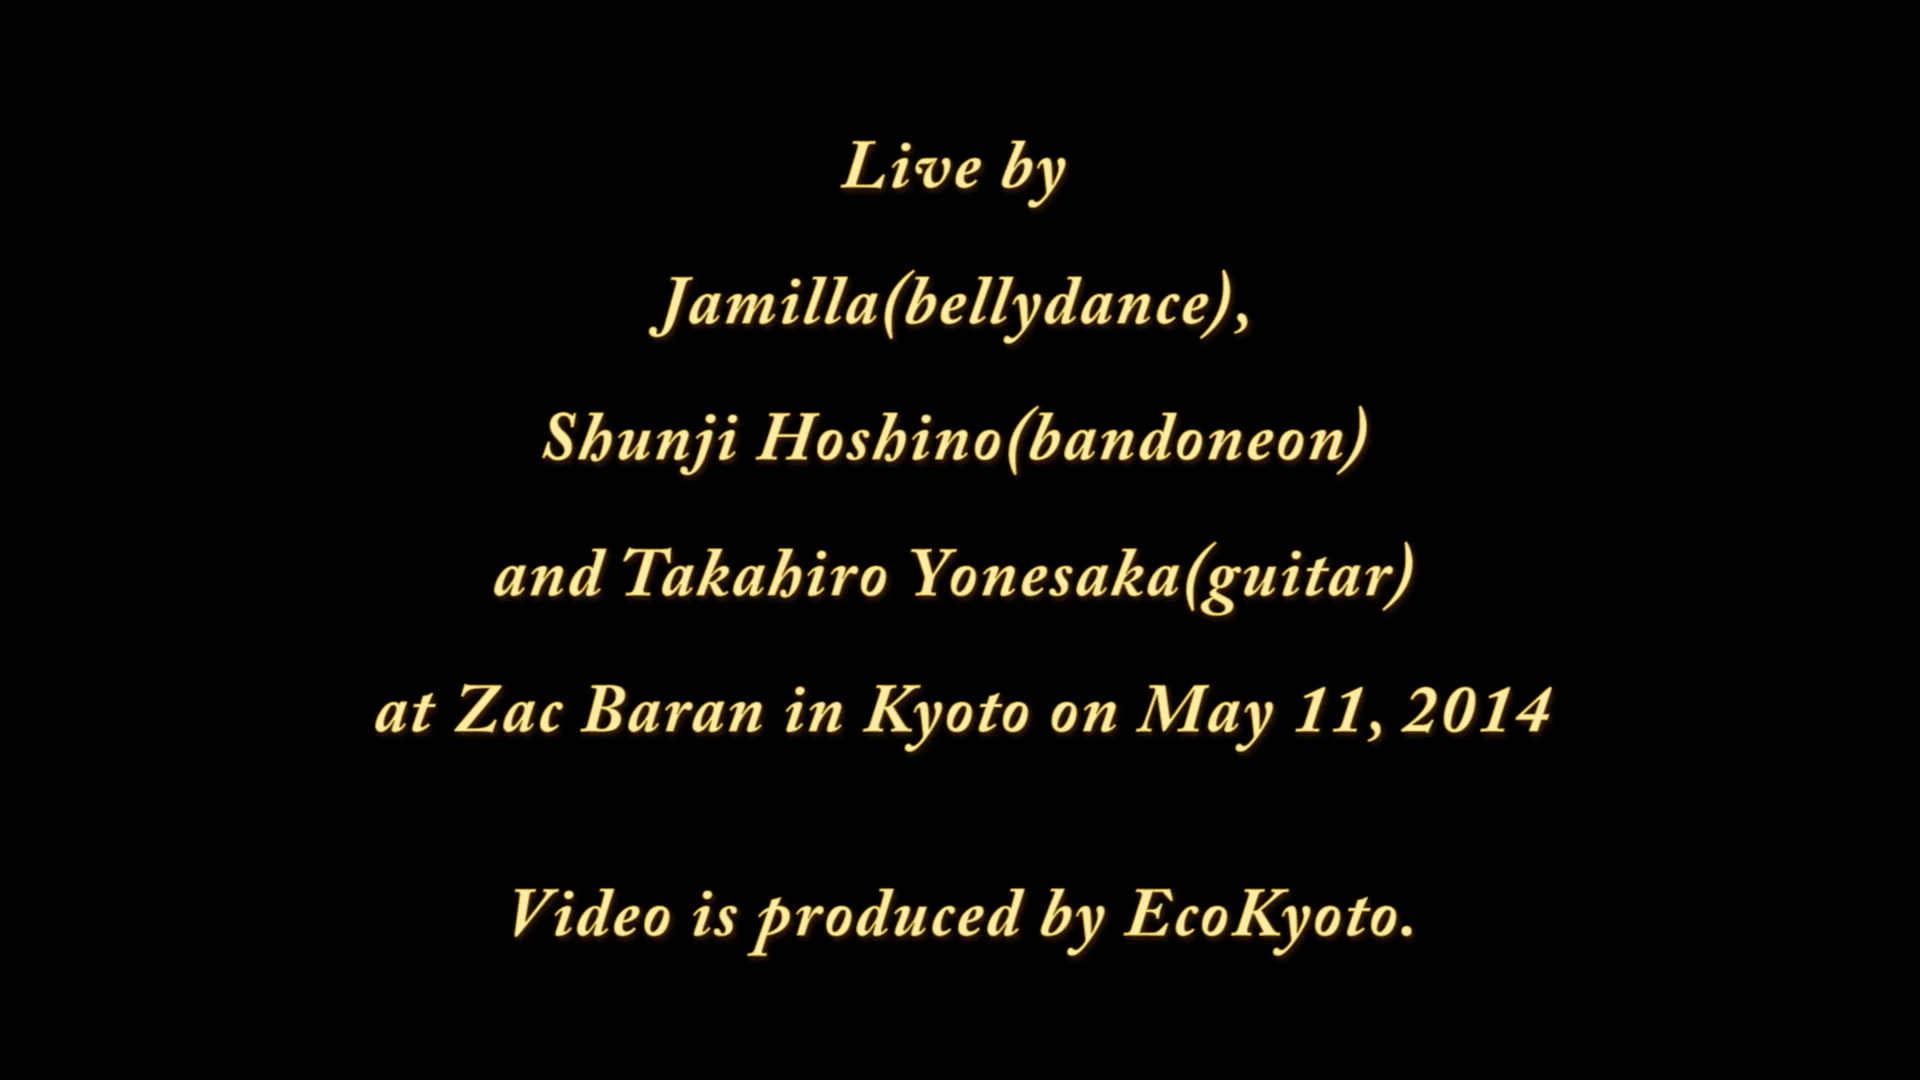 Live by
Jamilla(bellydance),
Shunji Hoshino(bandoneon)
and Takahiro Yonesaka(guitar)
at Zac Baran in Kyoto on May 11, 2014
Video is produced by EcoKyoto.